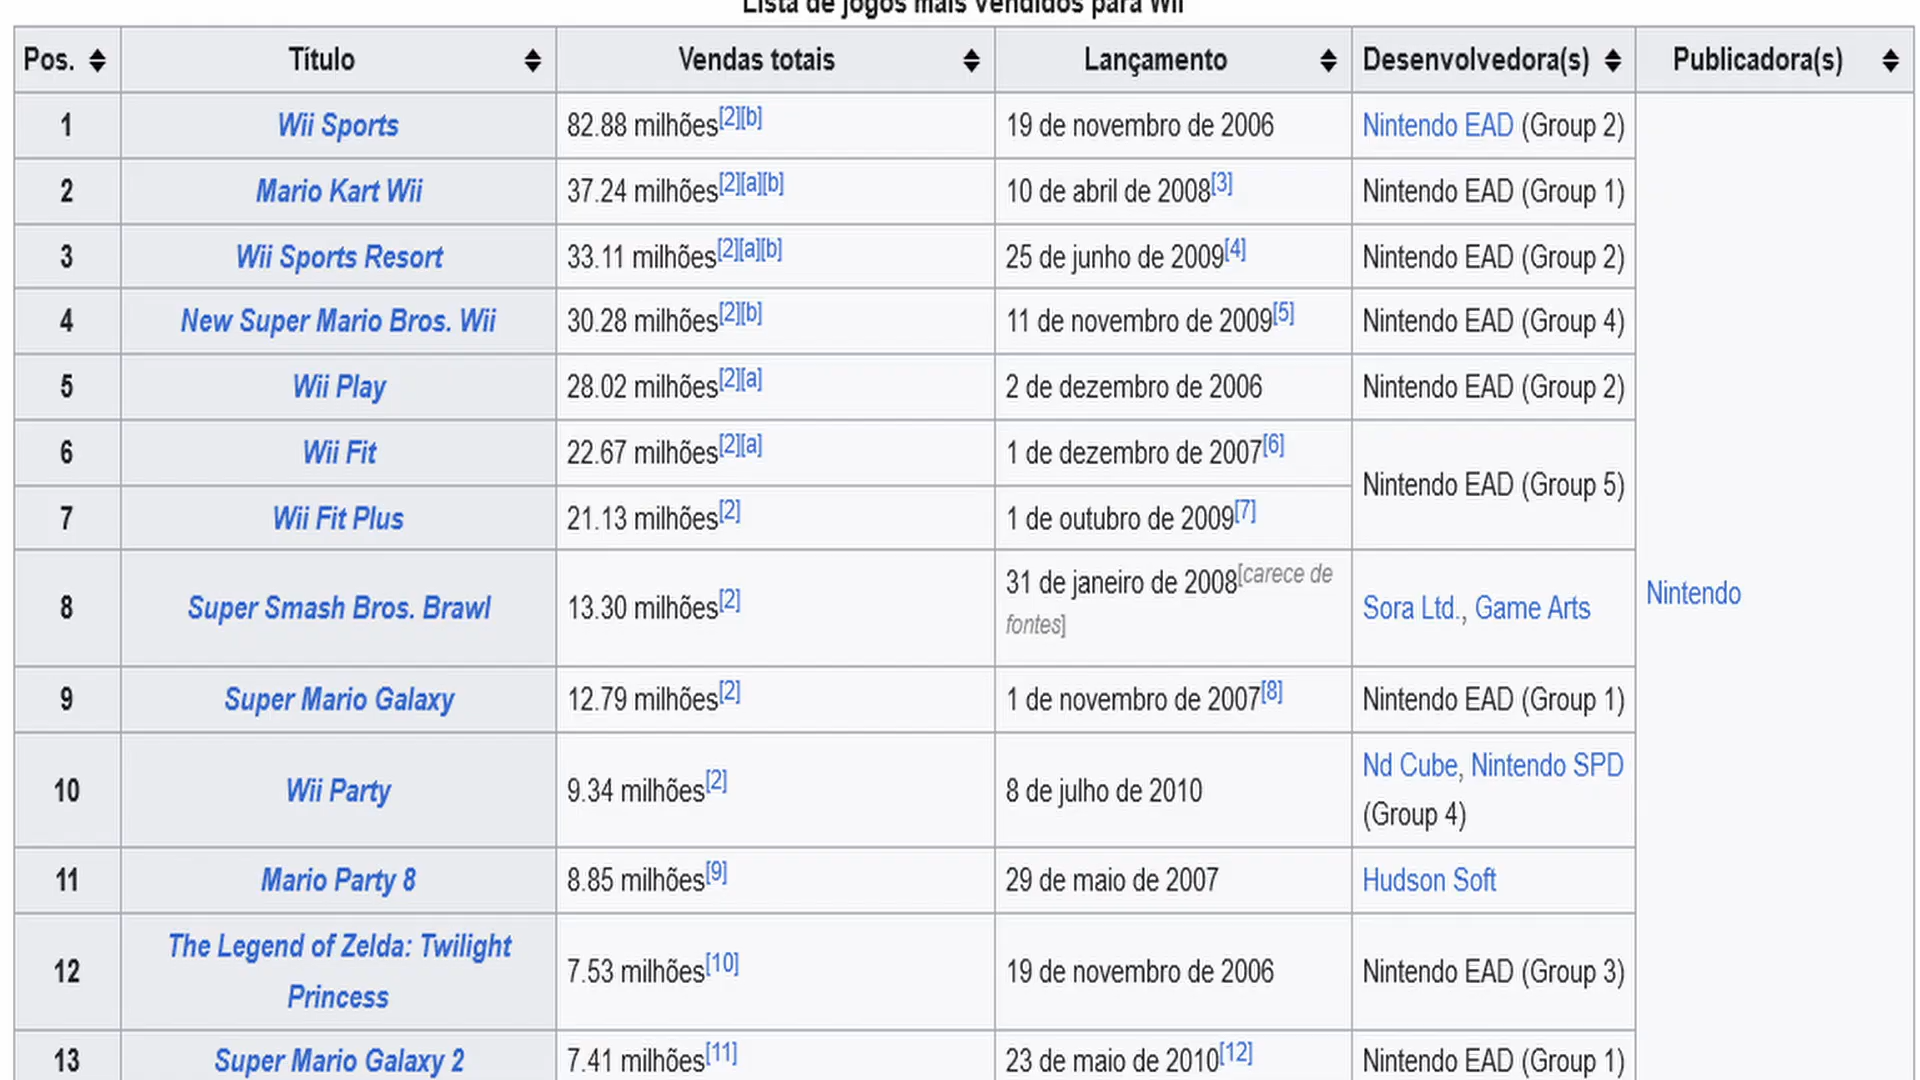 Lista de jogos mais vendidos para Wii
Pos. Título Vendas totais Lançamento Desenvolvedora(s) Publicadora(s)
1 Wii Sports 82.88 milhões[2][b] 19 de novembro de 2006 Nintendo EAD (Group 2)
2 Mario Kart Wii 37.24 milhões[2][a][b] 10 de abril de 2008[3] Nintendo EAD (Group 1)
3 Wii Sports Resort 33.11 milhões[2][a][b] 25 de junho de 2009[4] Nintendo EAD (Group 2)
4 New Super Mario Bros. Wii 30.28 milhões[2][b] 11 de novembro de 2009[5] Nintendo EAD (Group 4)
5 Wii Play 28.02 milhões[2][a] 2 de dezembro de 2006 Nintendo EAD (Group 2)
6 Wii Fit 22.67 milhões[2][a] 1 de dezembro de 2007[6]
Nintendo EAD (Group 5)
7 Wii Fit Plus 21.13 milhões[2] 1 de outubro de 2009[7]
8 Super Smash Bros. Brawl 13.30 milhões[2] 31 de janeiro de 2008[carece de
fontes] Sora Ltd., Game Arts
Nintendo
9 Super Mario Galaxy 12.79 milhões[2] 1 de novembro de 2007[8] Nintendo EAD (Group 1)
10 Wii Party 9.34 milhões[2] 8 de julho de 2010 Nd Cube, Nintendo SPD
(Group 4)
11 Mario Party 8 8.85 milhões[9] 29 de maio de 2007 Hudson Soft
12 The Legend of Zelda: Twilight
Princess 7.53 milhões[10] 19 de novembro de 2006 Nintendo EAD (Group 3)
13 Super Mario Galaxy 2 7.41 milhões[11] 23 de maio de 2010[12] Nintendo EAD (Group 1)